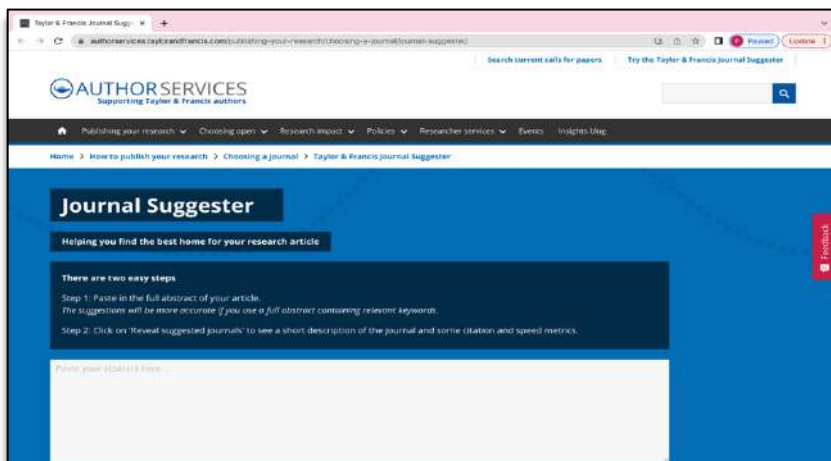 Taylor & Francis Journal Sugg
authorservices.taylorandfrancis.com/publishing-your-research/choosing-a-journal/journal-suggester/
Paused
Update
Search current calls for papers
Try the Taylor & Francis Journal Suggester
AUTHOR SERVICES
Supporting Taylor & Francis authors
Publishing your research
Choosing open
Research impact
Policies
Researcher services
Events
Insights blog
Home > How to publish your research > Choosing a journal > Taylor & Francis Journal Suggester
Journal Suggester
Helping you find the best home for your research article
Feedback
There are two easy steps
Step 1: Paste in the full abstract of your article.
The suggestions will be more accurate if you use a full abstract containing relevant keywords.
Step 2: Click on 'Reveal suggested journals' to see a short description of the journal and some citation and speed metrics.
Paste your abstract here ...